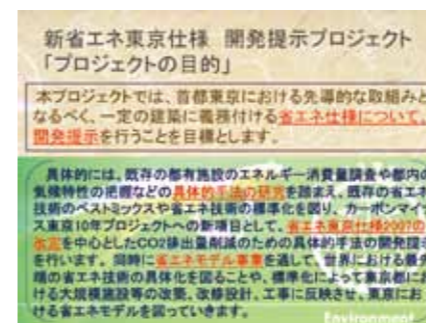 新省エネ東京仕様 開発提示プロジェクト
「プロジェクトの目的」
本プロジェクトでは、首都東京における先導的な取組みと
なるべく、一定の建築に義務付ける省エネ仕様について、
開発提示を行うことを目標とします。
具体的には、既存の都有施設のエネルギー消費量調査や都内の
気候特性の把握などの具体的手法の研究を踏まえ、既存の省エネ
技術のベストミックスや省エネ技術の標準化を図り、カーボンマイナ
ス東京10年プロジェクトへの新項目として、省エネ東京仕様2007の
改定を中心としたCO2排出量削減のための具体的手法の開発提示
を行います。同時に省エネモデル事業を通して、世界における最先
端の省エネ技術の具体化を図ることや、標準化によって東京都にお
ける大規模施設等の改築、改修設計、工事に反映させ、東京にお
ける省エネモデルを図っていきます。
Environment